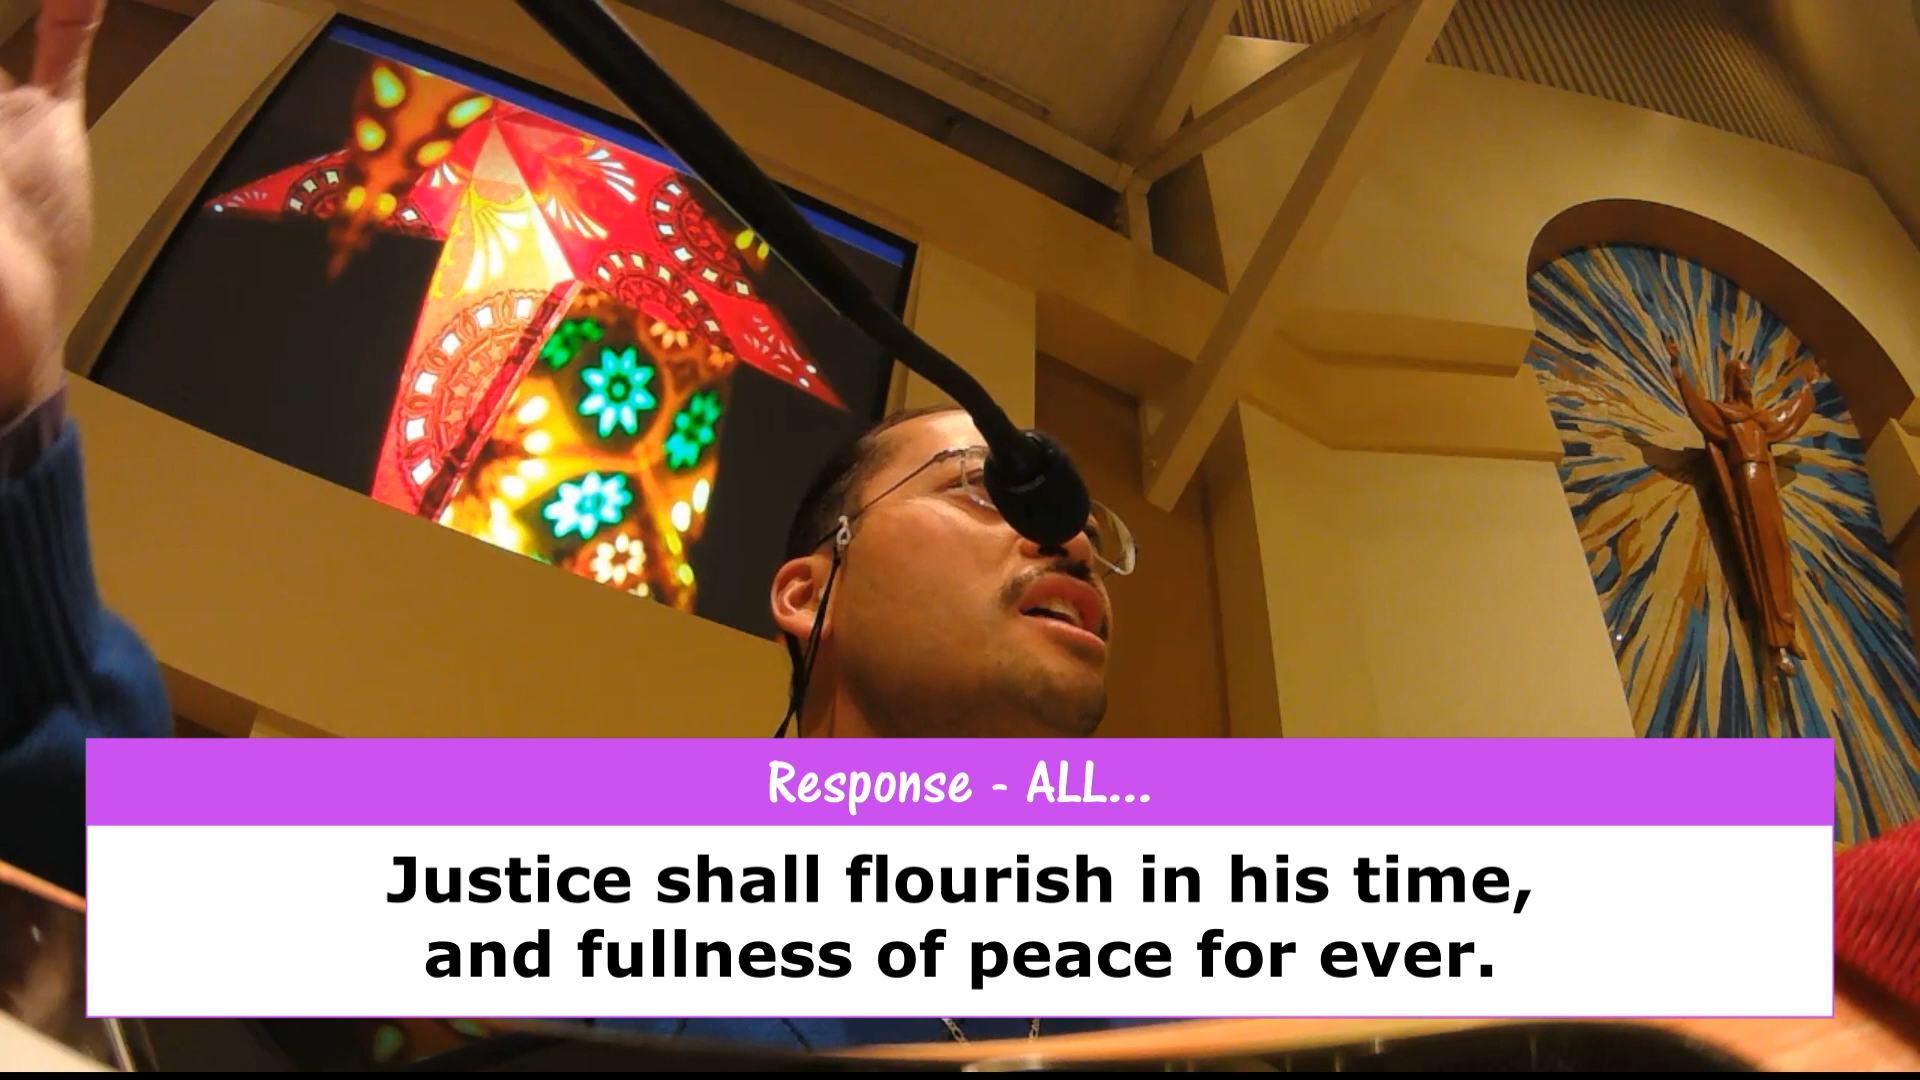 Response - ALL...
Justice shall flourish in his time,
and fullness of peace for ever.